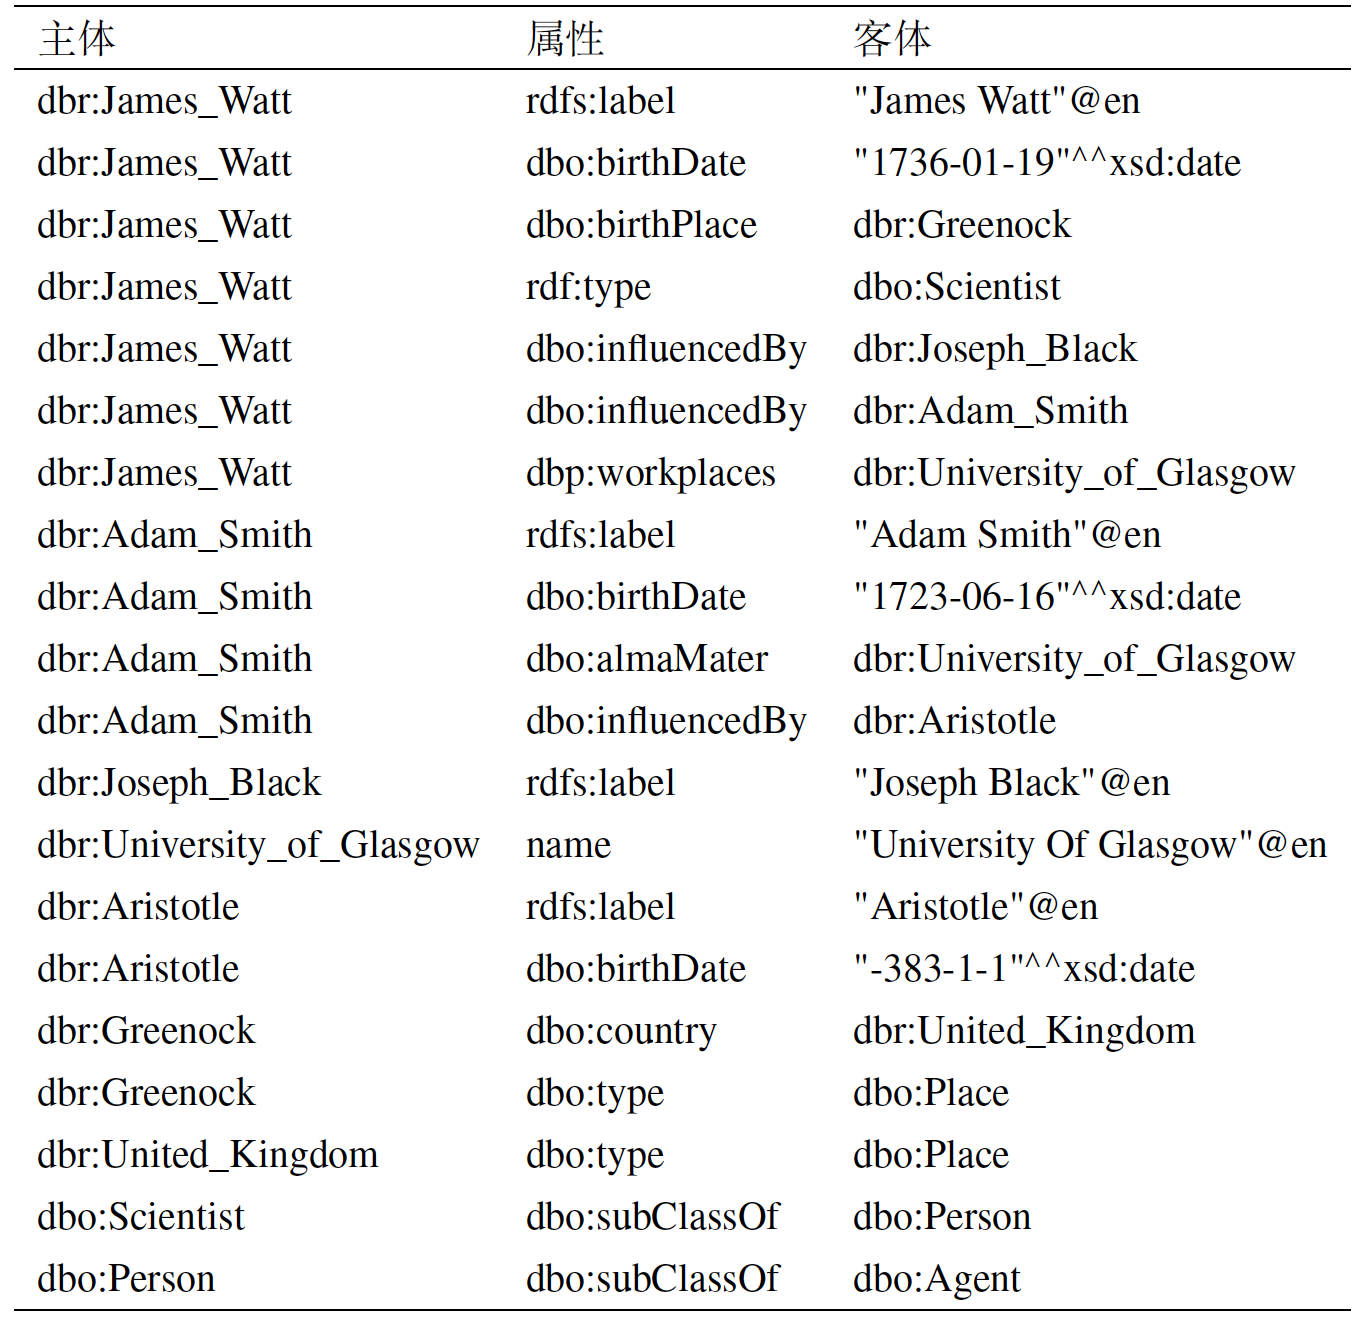 主体 属性 客体
dbr:James_Watt rdfs:label "James Watt"@en
dbr:James_Watt dbo:birthDate "1736-01-19"^^xsd:date
dbr:James_Watt dbo:birthPlace dbr:Greenock
dbr:James_Watt rdf:type dbo:Scientist
dbr:James_Watt dbo:influencedBy dbr:Joseph_Black
dbr:James_Watt dbo:influencedBy dbr:Adam_Smith
dbr:James_Watt dbp:workplaces dbr:University_of_Glasgow
dbr:Adam_Smith rdfs:label "Adam Smith"@en
dbr:Adam_Smith dbo:birthDate "1723-06-16"^^xsd:date
dbr:Adam_Smith dbo:almaMater dbr:University_of_Glasgow
dbr:Adam_Smith dbo:influencedBy dbr:Aristotle
dbr:Joseph_Black rdfs:label "Joseph Black"@en
dbr:University_of_Glasgow name "University Of Glasgow"@en
dbr:Aristotle rdfs:label "Aristotle"@en
dbr:Aristotle dbo:birthDate "-383-1-1"^^xsd:date
dbr:Greenock dbo:country dbr:United_Kingdom
dbr:Greenock dbo:type dbo:Place
dbr:United_Kingdom dbo:type dbo:Place
dbo:Scientist dbo:subClassOf dbo:Person
dbo:Person dbo:subClassOf dbo:Agent